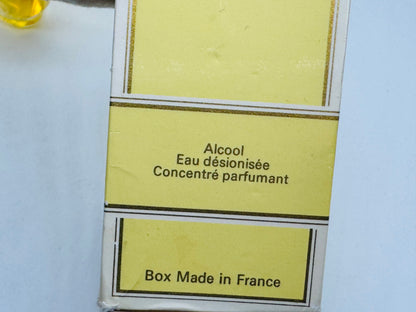 Alcool
Eau désionisée
Concentré parfumant
Box Made in France